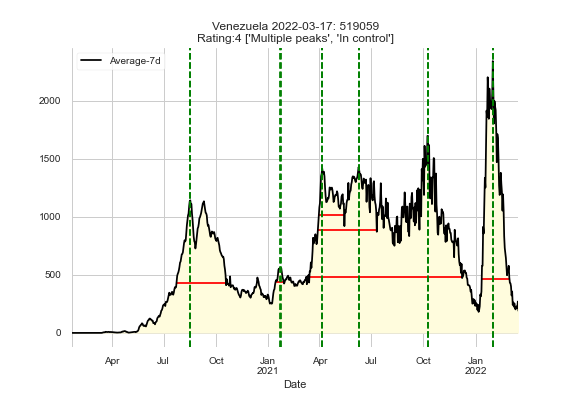 Venezuela 2022-03-17: 519059
Rating:4 ['Multiple peaks', 'In control']
Average-7d
2000
1500
1000
500
0
Apr Jul Oct Jan Apr Jul Oct Jan
2021 2022
Date